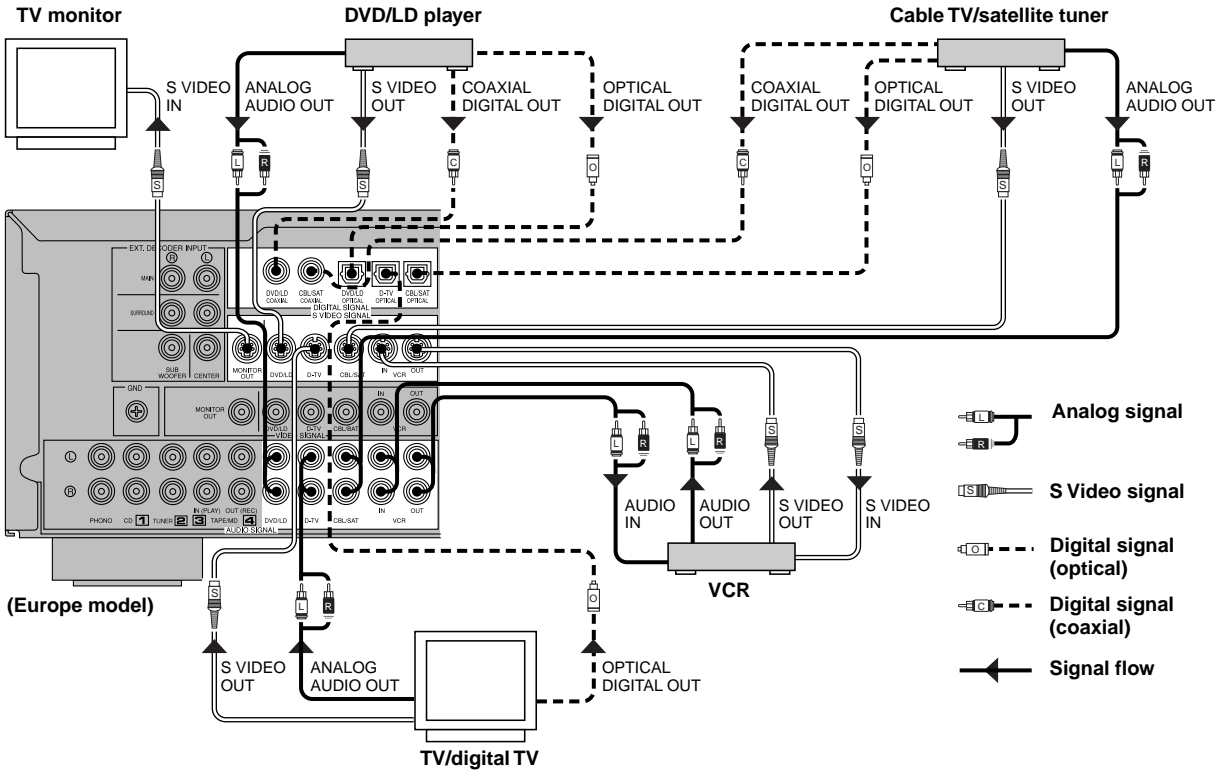 TV monitor
DVD/LD player
Cable TV/satellite tuner
S VIDEO IN
ANALOG AUDIO OUT
S VIDEO OUT
COAXIAL DIGITAL OUT
OPTICAL DIGITAL OUT
COAXIAL DIGITAL OUT
OPTICAL DIGITAL OUT
S VIDEO OUT
ANALOG AUDIO OUT
L
R
C
O
C
O
L
R
S
S
S
EXT. DECODER INPUT
R
L
MAIN
SURROUND
SUB WOOFER
CENTER
DVD/LD COAXIAL
CBL/SAT COAXIAL
DVD/LD OPTICAL
D-TV OPTICAL
CBL/SAT OPTICAL
DIGITAL SIGNAL
S VIDEO SIGNAL
MONITOR OUT
DVD/LD
D-TV
CBL/SAT
IN
VCR
OUT
GND
MONITOR OUT
DVD/LD
D-TV
CBL/SAT
IN
VCR
OUT
VIDEO SIGNAL
L
R
PHONO
CD
1
TUNER
2
IN (PLAY)
3
TAPE/MD
OUT (REC)
4
DVD/LD
D-TV
CBL/SAT
IN
VCR
OUT
AUDIO SIGNAL
L
R
L
R
S
S
AUDIO IN
AUDIO OUT
S VIDEO OUT
S VIDEO IN
VCR
L
R
Analog signal
S
S Video signal
O
Digital signal (optical)
C
Digital signal (coaxial)
Signal flow
(Europe model)
S
L
R
O
S VIDEO OUT
ANALOG AUDIO OUT
OPTICAL DIGITAL OUT
TV/digital TV